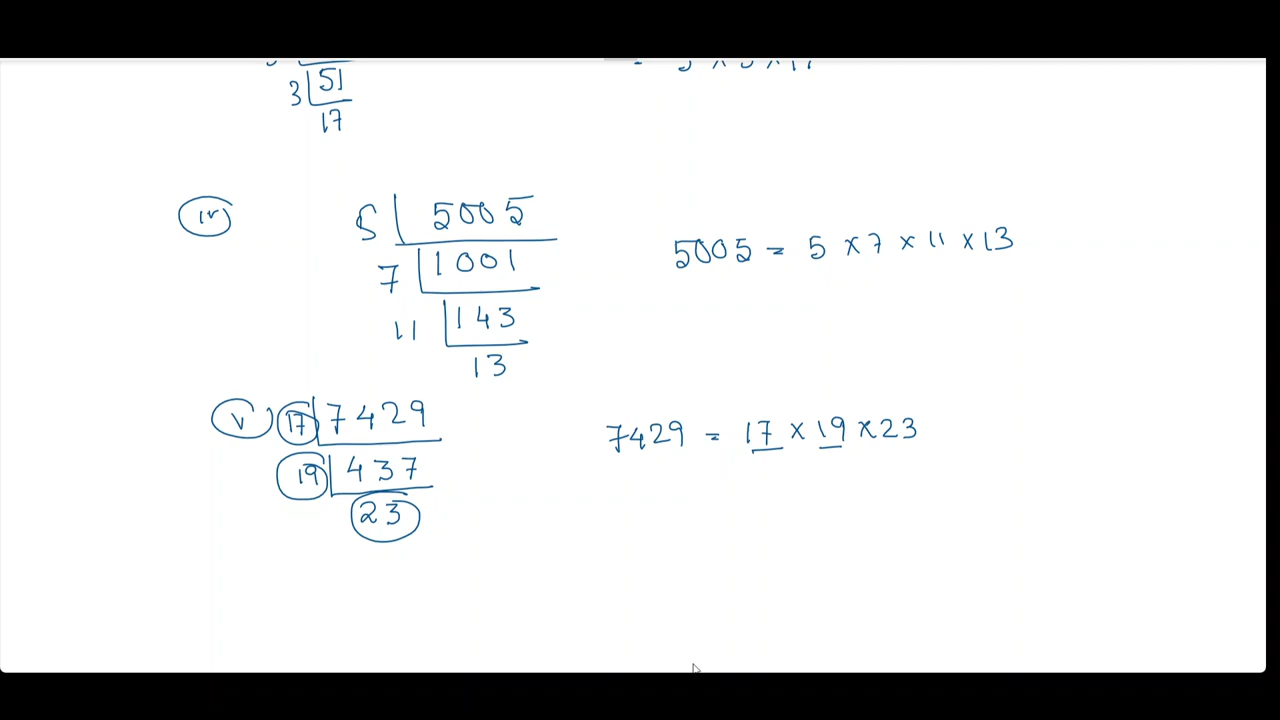 3 | 51
17
iv 5 | 5005
5005 = 5 × 7 × 11 × 13
7 | 1001
11 | 143
13
v 17 | 7429
7429 = 17 × 19 × 23
19 | 437
23